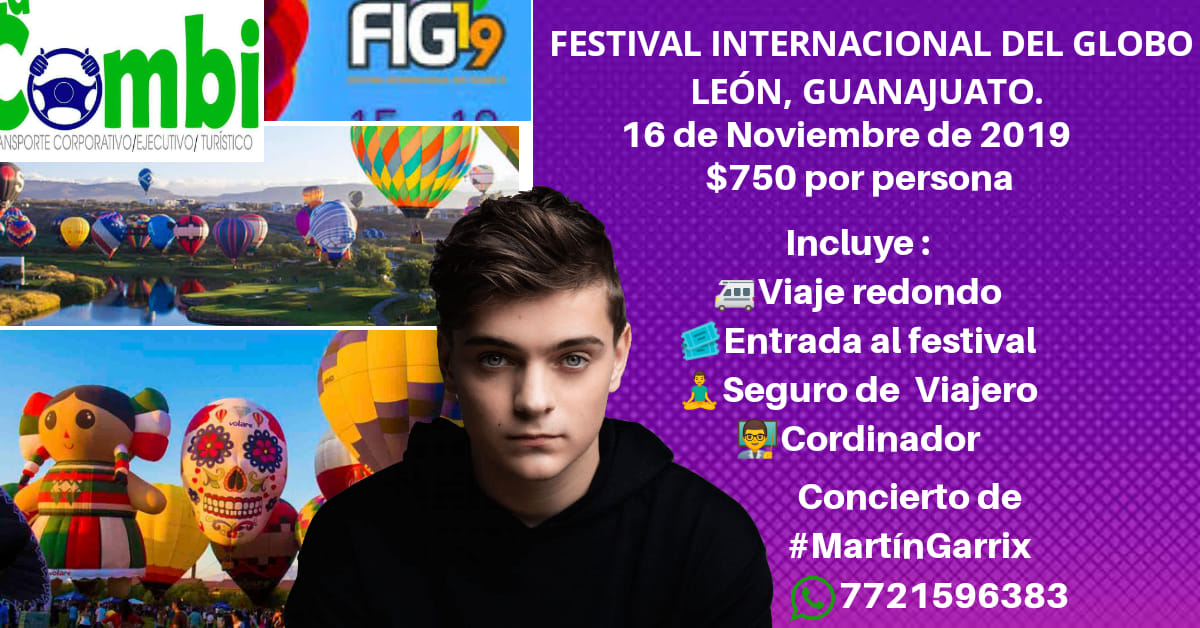 Combi
TRANSPORTE CORPORATIVO/EJECUTIVO/ TURÍSTICO
FIG19
FESTIVAL INTERNACIONAL DEL GLOBO
LEÓN, GUANAJUATO.
16 de Noviembre de 2019
$750 por persona
Incluye :
Viaje redondo
Entrada al festival
Seguro de Viajero
Cordinador
Concierto de
#MartínGarrix
7721596383
volare
volare